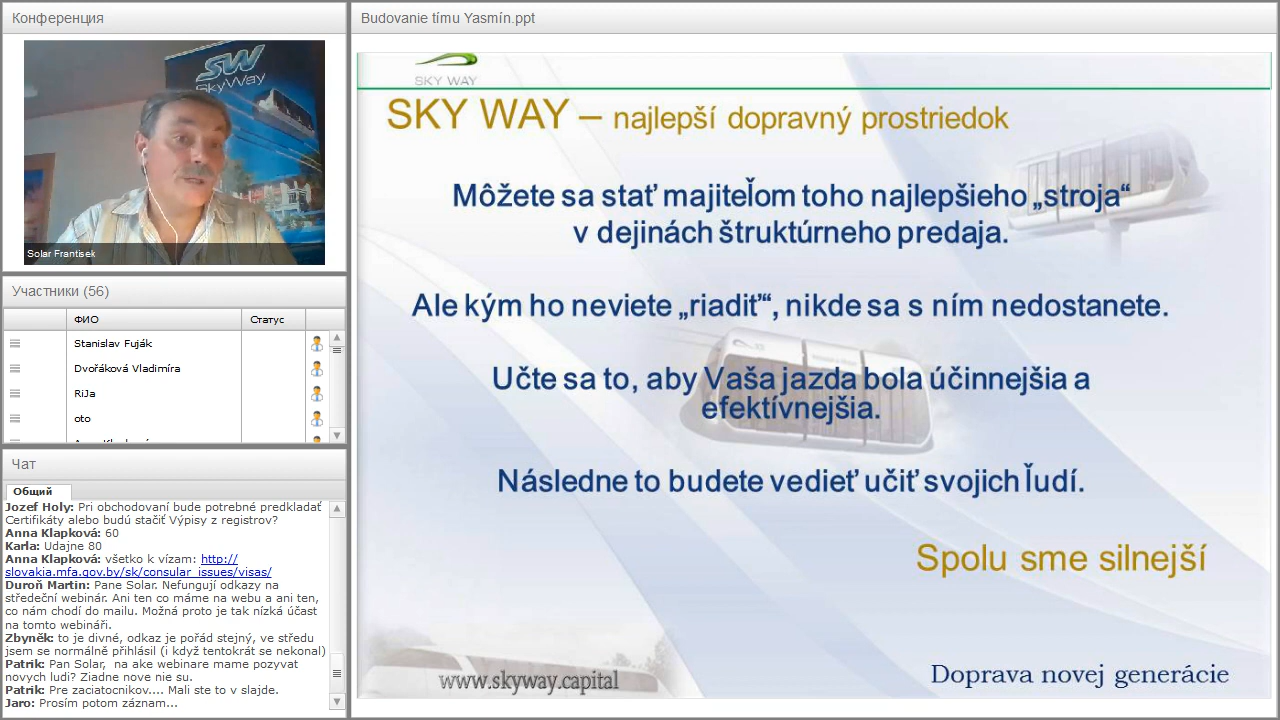 Конференция
SW
SkyWay
Solar Frantisek
Участники (56)
ФИО
Статус
Stanislav Fuják
Dvořáková Vladimíra
RiJa
oto
Чат
Общий
Jozef Holy: Pri obchodovaní bude potrebné predkladať
Certifikáty alebo budú stačiť Výpisy z registrov?
Anna Klapková: 60
Karla: Udajne 80
Anna Klapková: všetko k vízam: http://
slovakia.mfa.gov.by/sk/consular_issues/visas/
Duroň Martin: Pane Solar. Nefungují odkazy na
středeční webinár. Ani ten co máme na webu a ani ten,
co nám chodí do mailu. Možná proto je tak nízká účast
na tomto webináři.
Zbyněk: to je divné, odkaz je pořád stejný, ve středu
jsem se normálně přihlásil (i když tentokrát se nekonal)
Patrik: Pan Solar, na ake webinare mame pozyvat
novych ludi? Ziadne nove nie su.
Patrik: Pre zaciatocnikov.... Mali ste to v slajde.
Jaro: Prosím potom záznam...
Budovanie tímu Yasmín.ppt
SKY WAY
SKY WAY – najlepší dopravný prostriedok
Môžete sa stať majiteľom toho najlepšieho „stroja“
v dejinách štruktúrneho predaja.
Ale kým ho neviete „riadiť“, nikde sa s ním nedostanete.
Učte sa to, aby Vaša jazda bola účinnejšia a
efektívnejšia.
Následne to budete vedieť učiť svojich ľudí.
Spolu sme silnejší
www.skyway.capital
Doprava novej generácie